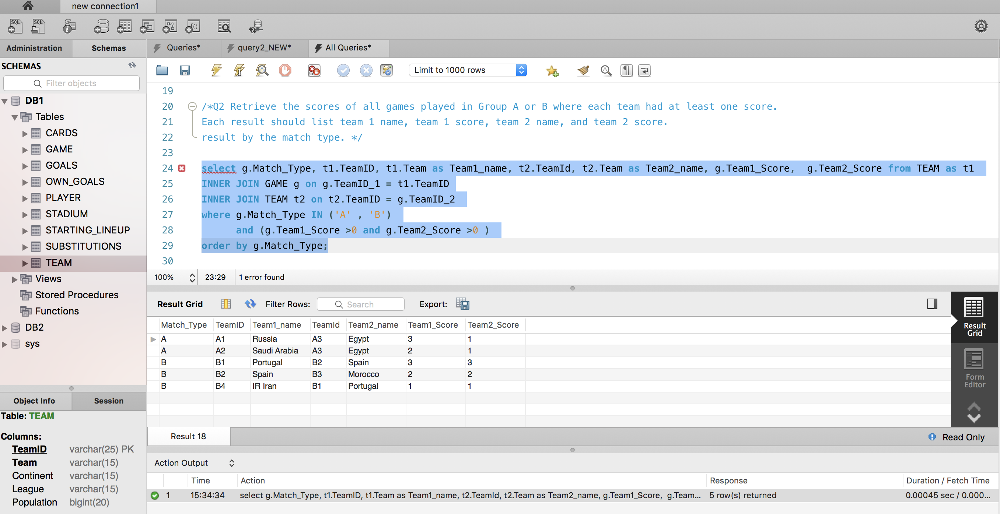 new connection1
SQL SQL f()
Administration Schemas Queries* query2_NEW* All Queries*
SCHEMAS
Filter objects
Limit to 1000 rows
DB1
Tables
CARDS
GAME
GOALS
OWN_GOALS
PLAYER
STADIUM
STARTING_LINEUP
SUBSTITUTIONS
TEAM
Views
Stored Procedures
Functions
DB2
sys
19
20 /*Q2 Retrieve the scores of all games played in Group A or B where each team had at least one score.
21 Each result should list team 1 name, team 1 score, team 2 name, and team 2 score.
22 result by the match type. */
23
24 select g.Match_Type, t1.TeamID, t1.Team as Team1_name, t2.TeamId, t2.Team as Team2_name, g.Team1_Score,  g.Team2_Score from TEAM as t1
25 INNER JOIN GAME g on g.TeamID_1 = t1.TeamID
26 INNER JOIN TEAM t2 on t2.TeamID = g.TeamID_2
27 where g.Match_Type IN ('A' , 'B')
28 and (g.Team1_Score >0 and g.Team2_Score >0 )
29 order by g.Match_Type;
30
100% 23:29 1 error found
Result Grid Filter Rows: Search Export:
Match_Type TeamID Team1_name TeamId Team2_name Team1_Score Team2_Score
A A1 Russia A3 Egypt 3 1
A A2 Saudi Arabia A3 Egypt 2 1
B B1 Portugal B2 Spain 3 3
B B2 Spain B3 Morocco 2 2
B B4 IR Iran B1 Portugal 1 1
Result
Grid
Form
Editor
Result 18 Read Only
Object Info Session
Table: TEAM
Columns:
TeamID varchar(25) PK
Team varchar(15)
Continent varchar(15)
League varchar(15)
Population bigint(20)
Action Output
Time Action Response Duration / Fetch Time
1 15:34:34 select g.Match_Type, t1.TeamID, t1.Team as Team1_name, t2.TeamId, t2.Team as Team2_name, g.Team1_Score,  g.Team... 5 row(s) returned 0.00045 sec / 0.000...